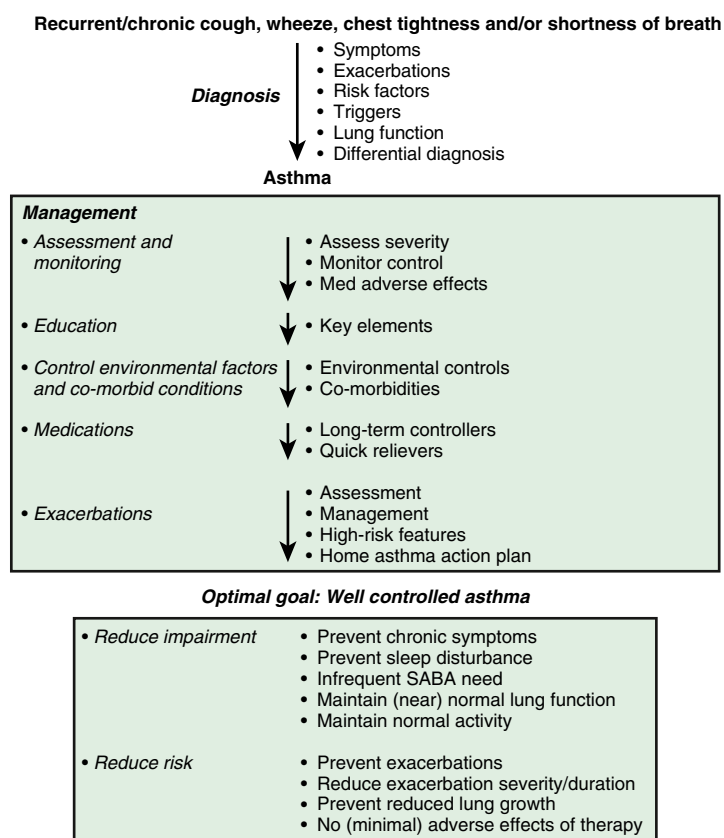 Recurrent/chronic cough, wheeze, chest tightness and/or shortness of breath
Diagnosis
• Symptoms
• Exacerbations
• Risk factors
• Triggers
• Lung function
• Differential diagnosis
Asthma
Management
• Assessment and
monitoring
• Assess severity
• Monitor control
• Med adverse effects
• Education
• Key elements
• Control environmental factors
and co-morbid conditions
• Environmental controls
• Co-morbidities
• Medications
• Long-term controllers
• Quick relievers
• Exacerbations
• Assessment
• Management
• High-risk features
• Home asthma action plan
Optimal goal: Well controlled asthma
• Reduce impairment
• Prevent chronic symptoms
• Prevent sleep disturbance
• Infrequent SABA need
• Maintain (near) normal lung function
• Maintain normal activity
• Reduce risk
• Prevent exacerbations
• Reduce exacerbation severity/duration
• Prevent reduced lung growth
• No (minimal) adverse effects of therapy